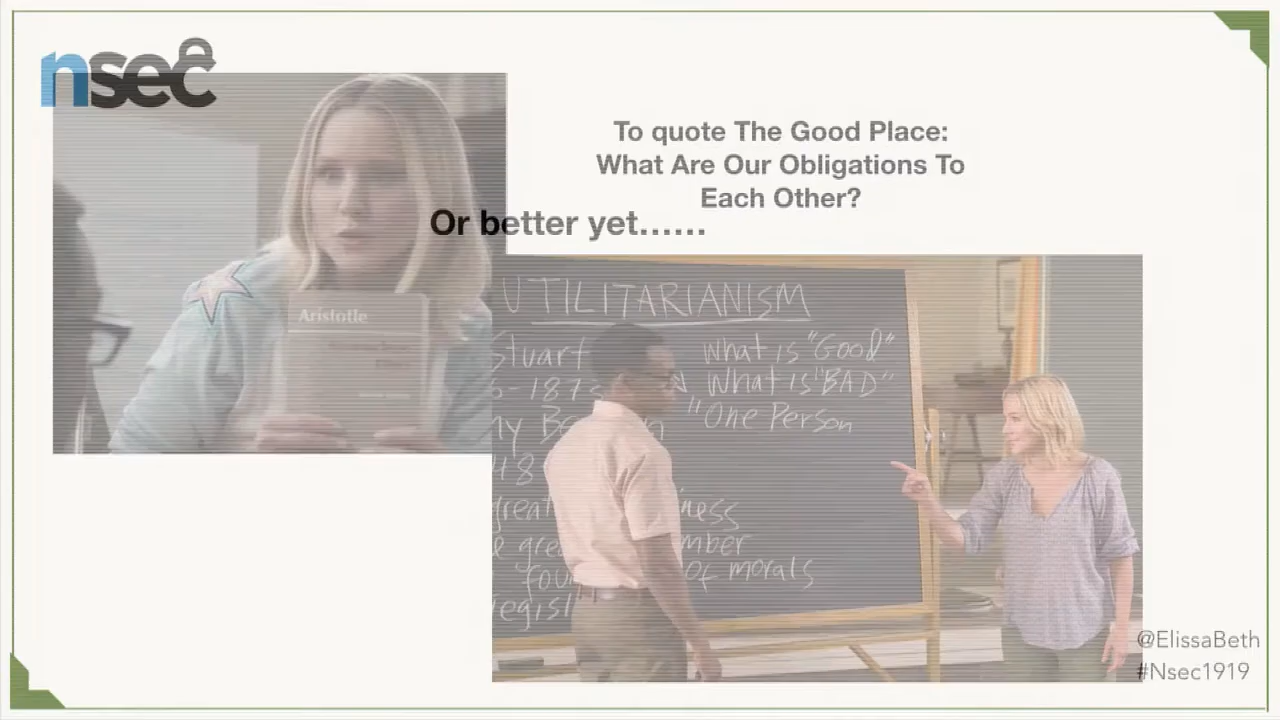 nsec
To quote The Good Place:
What Are Our Obligations To
Each Other?
Or better yet......
Aristotle
UTILITARIANISM
Stuart
What is "Good"
What is "BAD"
"One Person
of morals
@ElissaBeth
#Nsec1919